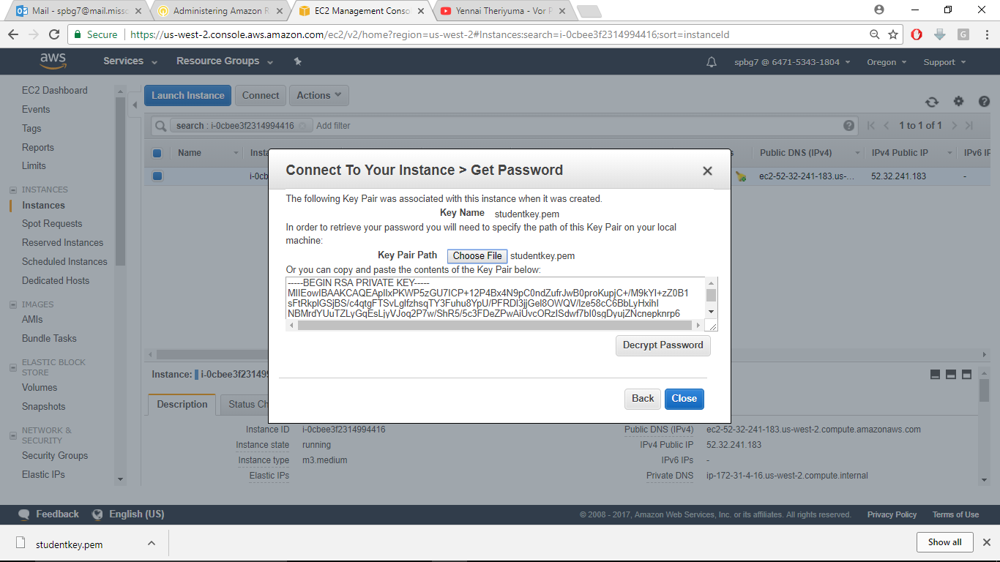 Mail - spbg7@mail.missc
Administering Amazon R
EC2 Management Conso
Yennai Theriyuma - Vor P
Secure
https://us-west-2.console.aws.amazon.com/ec2/v2/home?region=us-west-2#Instances:search=i-0cbee3f2314994416;sort=instanceId
G
aws
Services
Resource Groups
spbg7 @ 6471-5343-1804
Oregon
Support
EC2 Dashboard
Events
Tags
Reports
Limits
INSTANCES
Instances
Spot Requests
Reserved Instances
Scheduled Instances
Dedicated Hosts
IMAGES
AMIs
Bundle Tasks
ELASTIC BLOCK
STORE
Volumes
Snapshots
NETWORK &
SECURITY
Security Groups
Elastic IPs
Launch Instance
Connect
Actions
search : i-0cbee3f2314994416
Add filter
1 to 1 of 1
Name
Insta
s
Public DNS (IPv4)
IPv4 Public IP
IPv6 IP
i-0cb
ec2-52-32-241-183.us-...
52.32.241.183
-
Connect To Your Instance > Get Password
The following Key Pair was associated with this instance when it was created.
Key Name studentkey.pem
In order to retrieve your password you will need to specify the path of this Key Pair on your local
machine:
Key Pair Path Choose File studentkey.pem
Or you can copy and paste the contents of the Key Pair below:
-----BEGIN RSA PRIVATE KEY-----
Decrypt Password
Back
Close
Instance:
i-0cbee3f23149
Description
Status Ch
Instance ID i-0cbee3f2314994416
Public DNS (IPv4) ec2-52-32-241-183.us-west-2.compute.amazonaws.com
Instance state running
IPv4 Public IP 52.32.241.183
Instance type m3.medium
IPv6 IPs -
Elastic IPs
Private DNS ip-172-31-4-16.us-west-2.compute.internal
Feedback
English (US)
© 2008 - 2017, Amazon Web Services, Inc. or its affiliates. All rights reserved.
Privacy Policy
Terms of Use
studentkey.pem
Show all